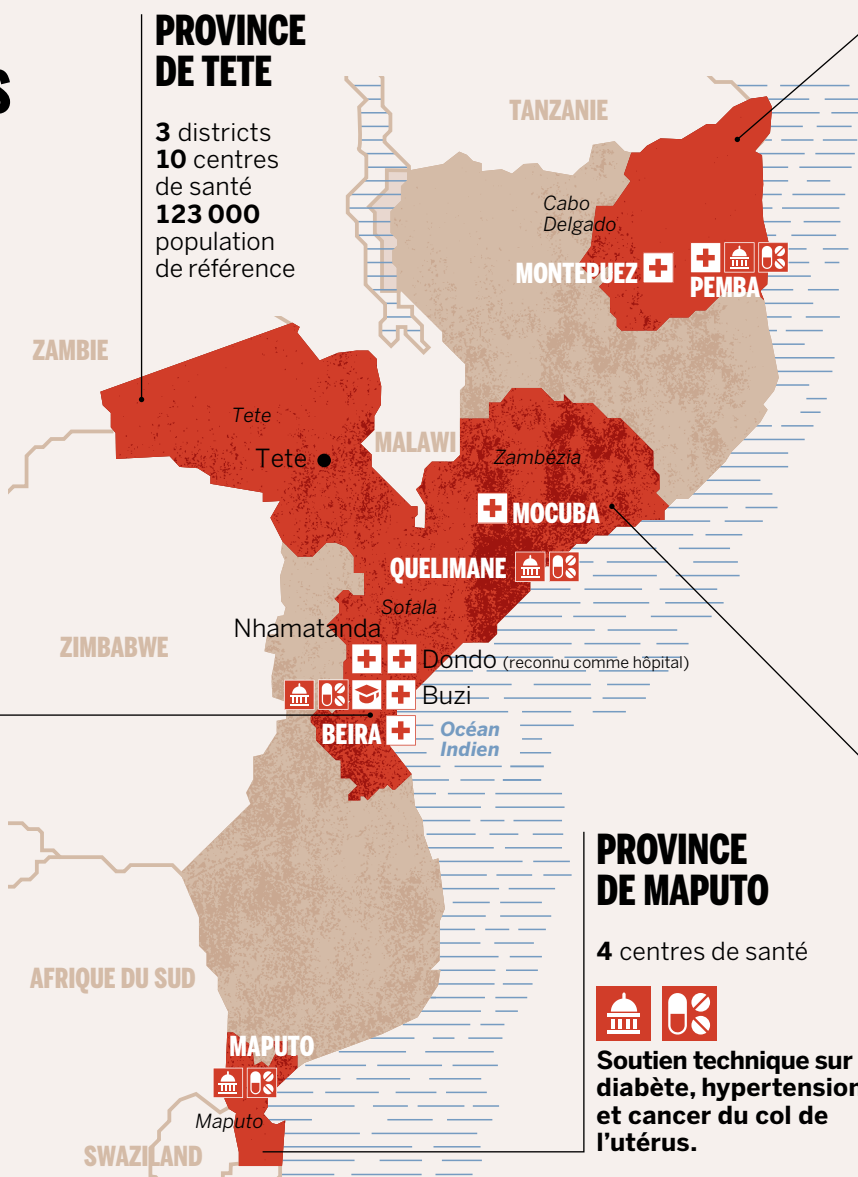 S
PROVINCE
DE TETE
3 districts
10 centres
de santé
123 000
population
de référence
TANZANIE
Cabo
Delgado
MONTEPUEZ
PEMBA
ZAMBIE
Tete
Tete
MALAWI
Zambézia
MOCUBA
QUELIMANE
Sofala
Nhamatanda
ZIMBABWE
Dondo (reconnu comme hôpital)
Buzi
BEIRA
Océan
Indien
PROVINCE
DE MAPUTO
4 centres de santé
AFRIQUE DU SUD
MAPUTO
Soutien technique sur
diabète, hypertension
et cancer du col de
l'utérus.
Maputo
SWAZILAND